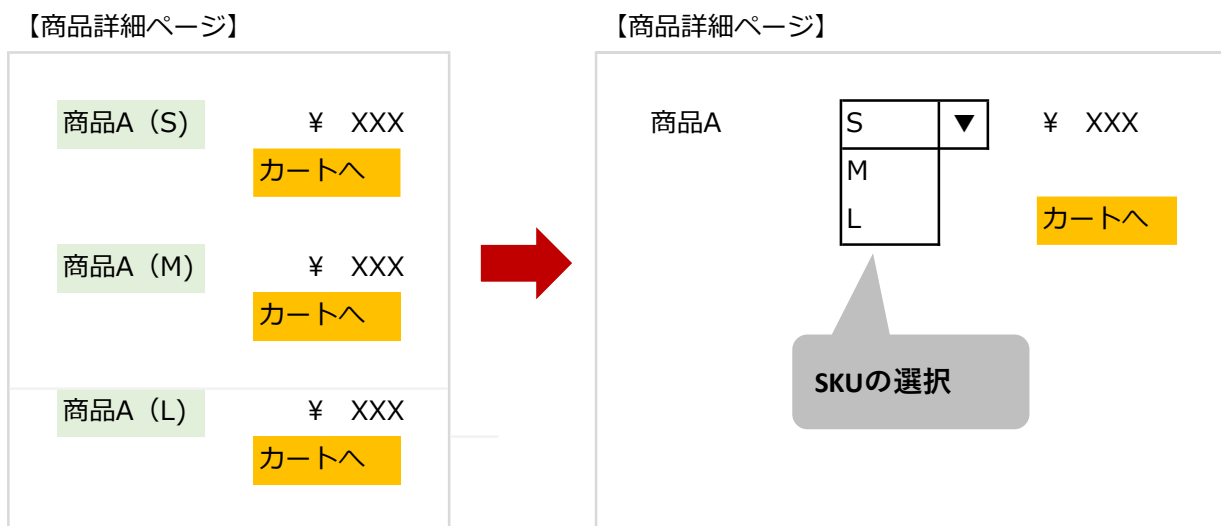 【商品詳細ページ】
商品A（S）
¥ XXX
カートへ
商品A（M）
¥ XXX
カートへ
商品A（L）
¥ XXX
カートへ
【商品詳細ページ】
商品A
S ▼
¥ XXX
M
L
カートへ
SKUの選択